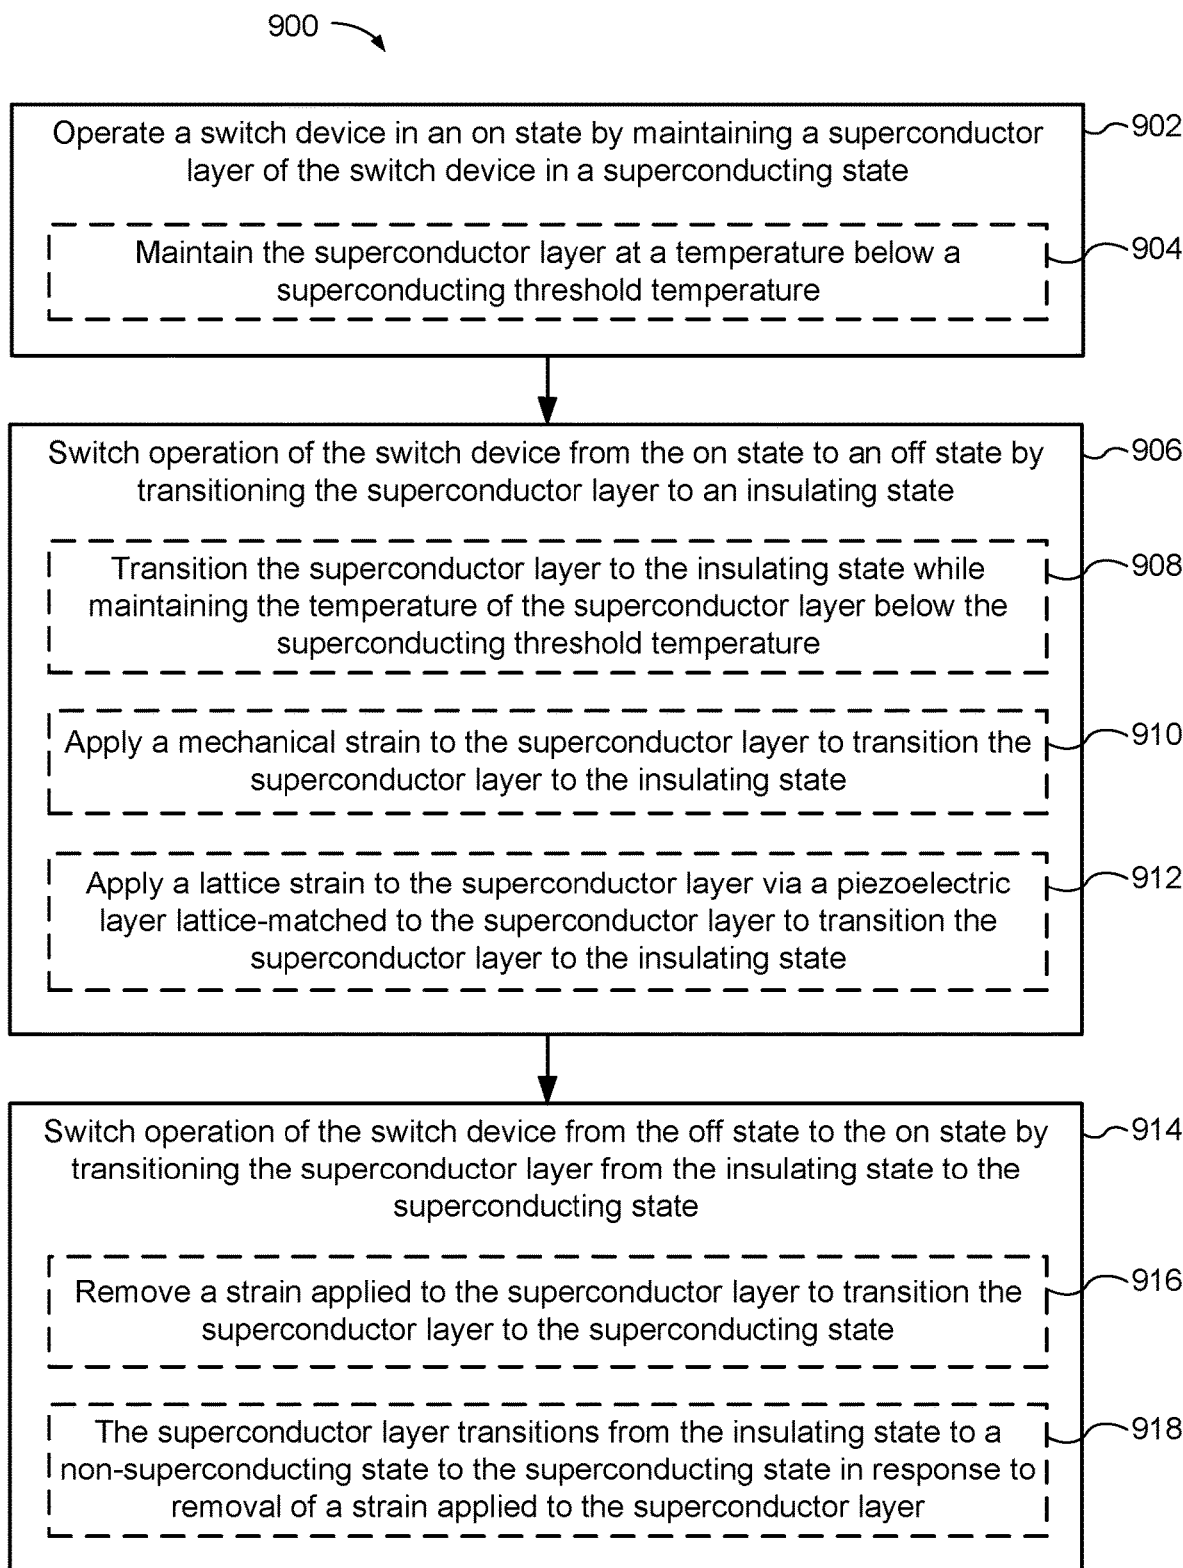 900
Operate a switch device in an on state by maintaining a superconductor
layer of the switch device in a superconducting state
902
Maintain the superconductor layer at a temperature below a
superconducting threshold temperature
904
Switch operation of the switch device from the on state to an off state by
transitioning the superconductor layer to an insulating state
906
Transition the superconductor layer to the insulating state while
maintaining the temperature of the superconductor layer below the
superconducting threshold temperature
908
Apply a mechanical strain to the superconductor layer to transition the
superconductor layer to the insulating state
910
Apply a lattice strain to the superconductor layer via a piezoelectric
layer lattice-matched to the superconductor layer to transition the
superconductor layer to the insulating state
912
Switch operation of the switch device from the off state to the on state by
transitioning the superconductor layer from the insulating state to the
superconducting state
914
Remove a strain applied to the superconductor layer to transition the
superconductor layer to the superconducting state
916
The superconductor layer transitions from the insulating state to a
non-superconducting state to the superconducting state in response to
removal of a strain applied to the superconductor layer
918